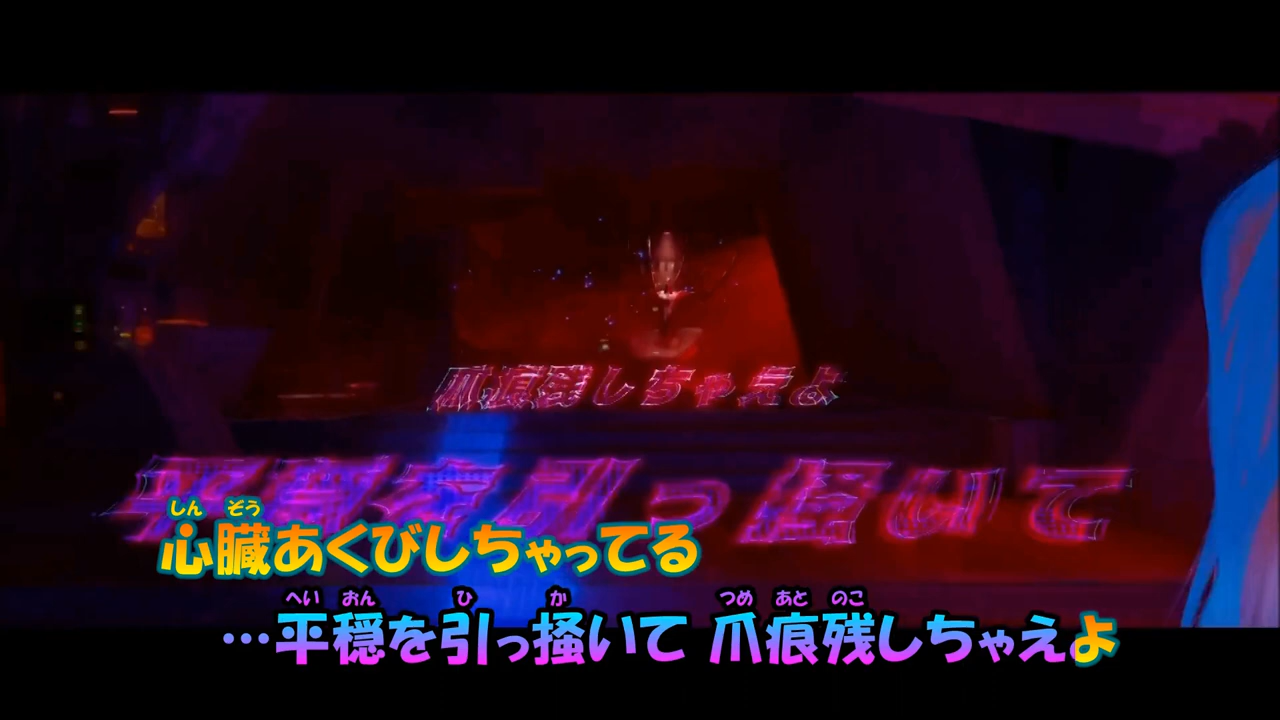 爪痕残しちゃえよ
平穏を引っ掻いて
しんぞう
心臓あくびしちゃってる
へいおん ひ か つめ あと のこ
…平穏を引っ掻いて 爪痕残しちゃえよ